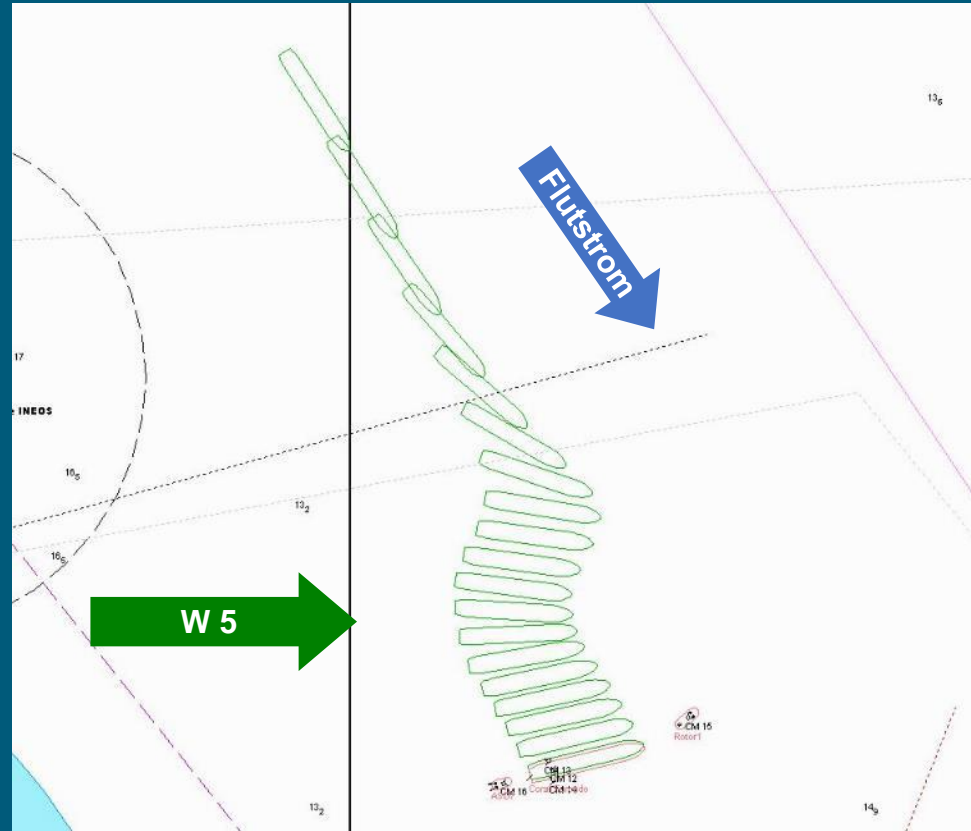 13₆
Flutstrom
17
INEOS
16₅
13₂
16₅
W 5
CM 15
Rotor1
CM 13
CM 12
CM 16
CM 14
13₂
14₉